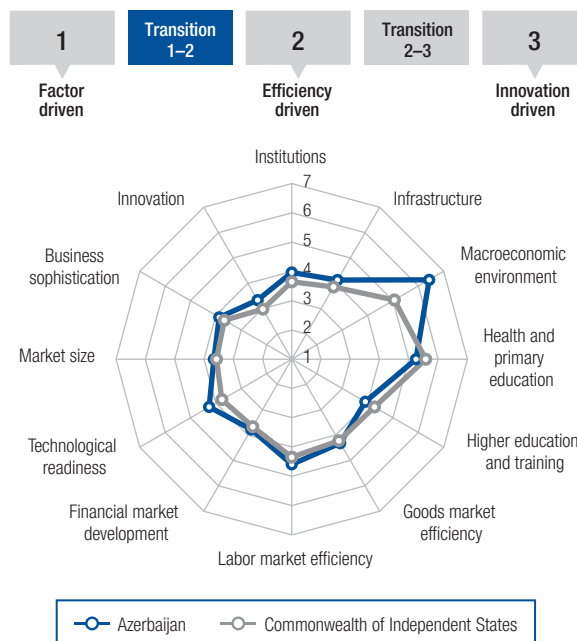 1
Transition
1–2
2
Transition
2–3
3
Factor
driven
Efficiency
driven
Innovation
driven
Institutions
7
6
5
4
3
2
1
Infrastructure
Macroeconomic
environment
Health and
primary
education
Higher education
and training
Goods market
efficiency
Labor market efficiency
Financial market
development
Technological
readiness
Market size
Business
sophistication
Innovation
Azerbaijan
Commonwealth of Independent States